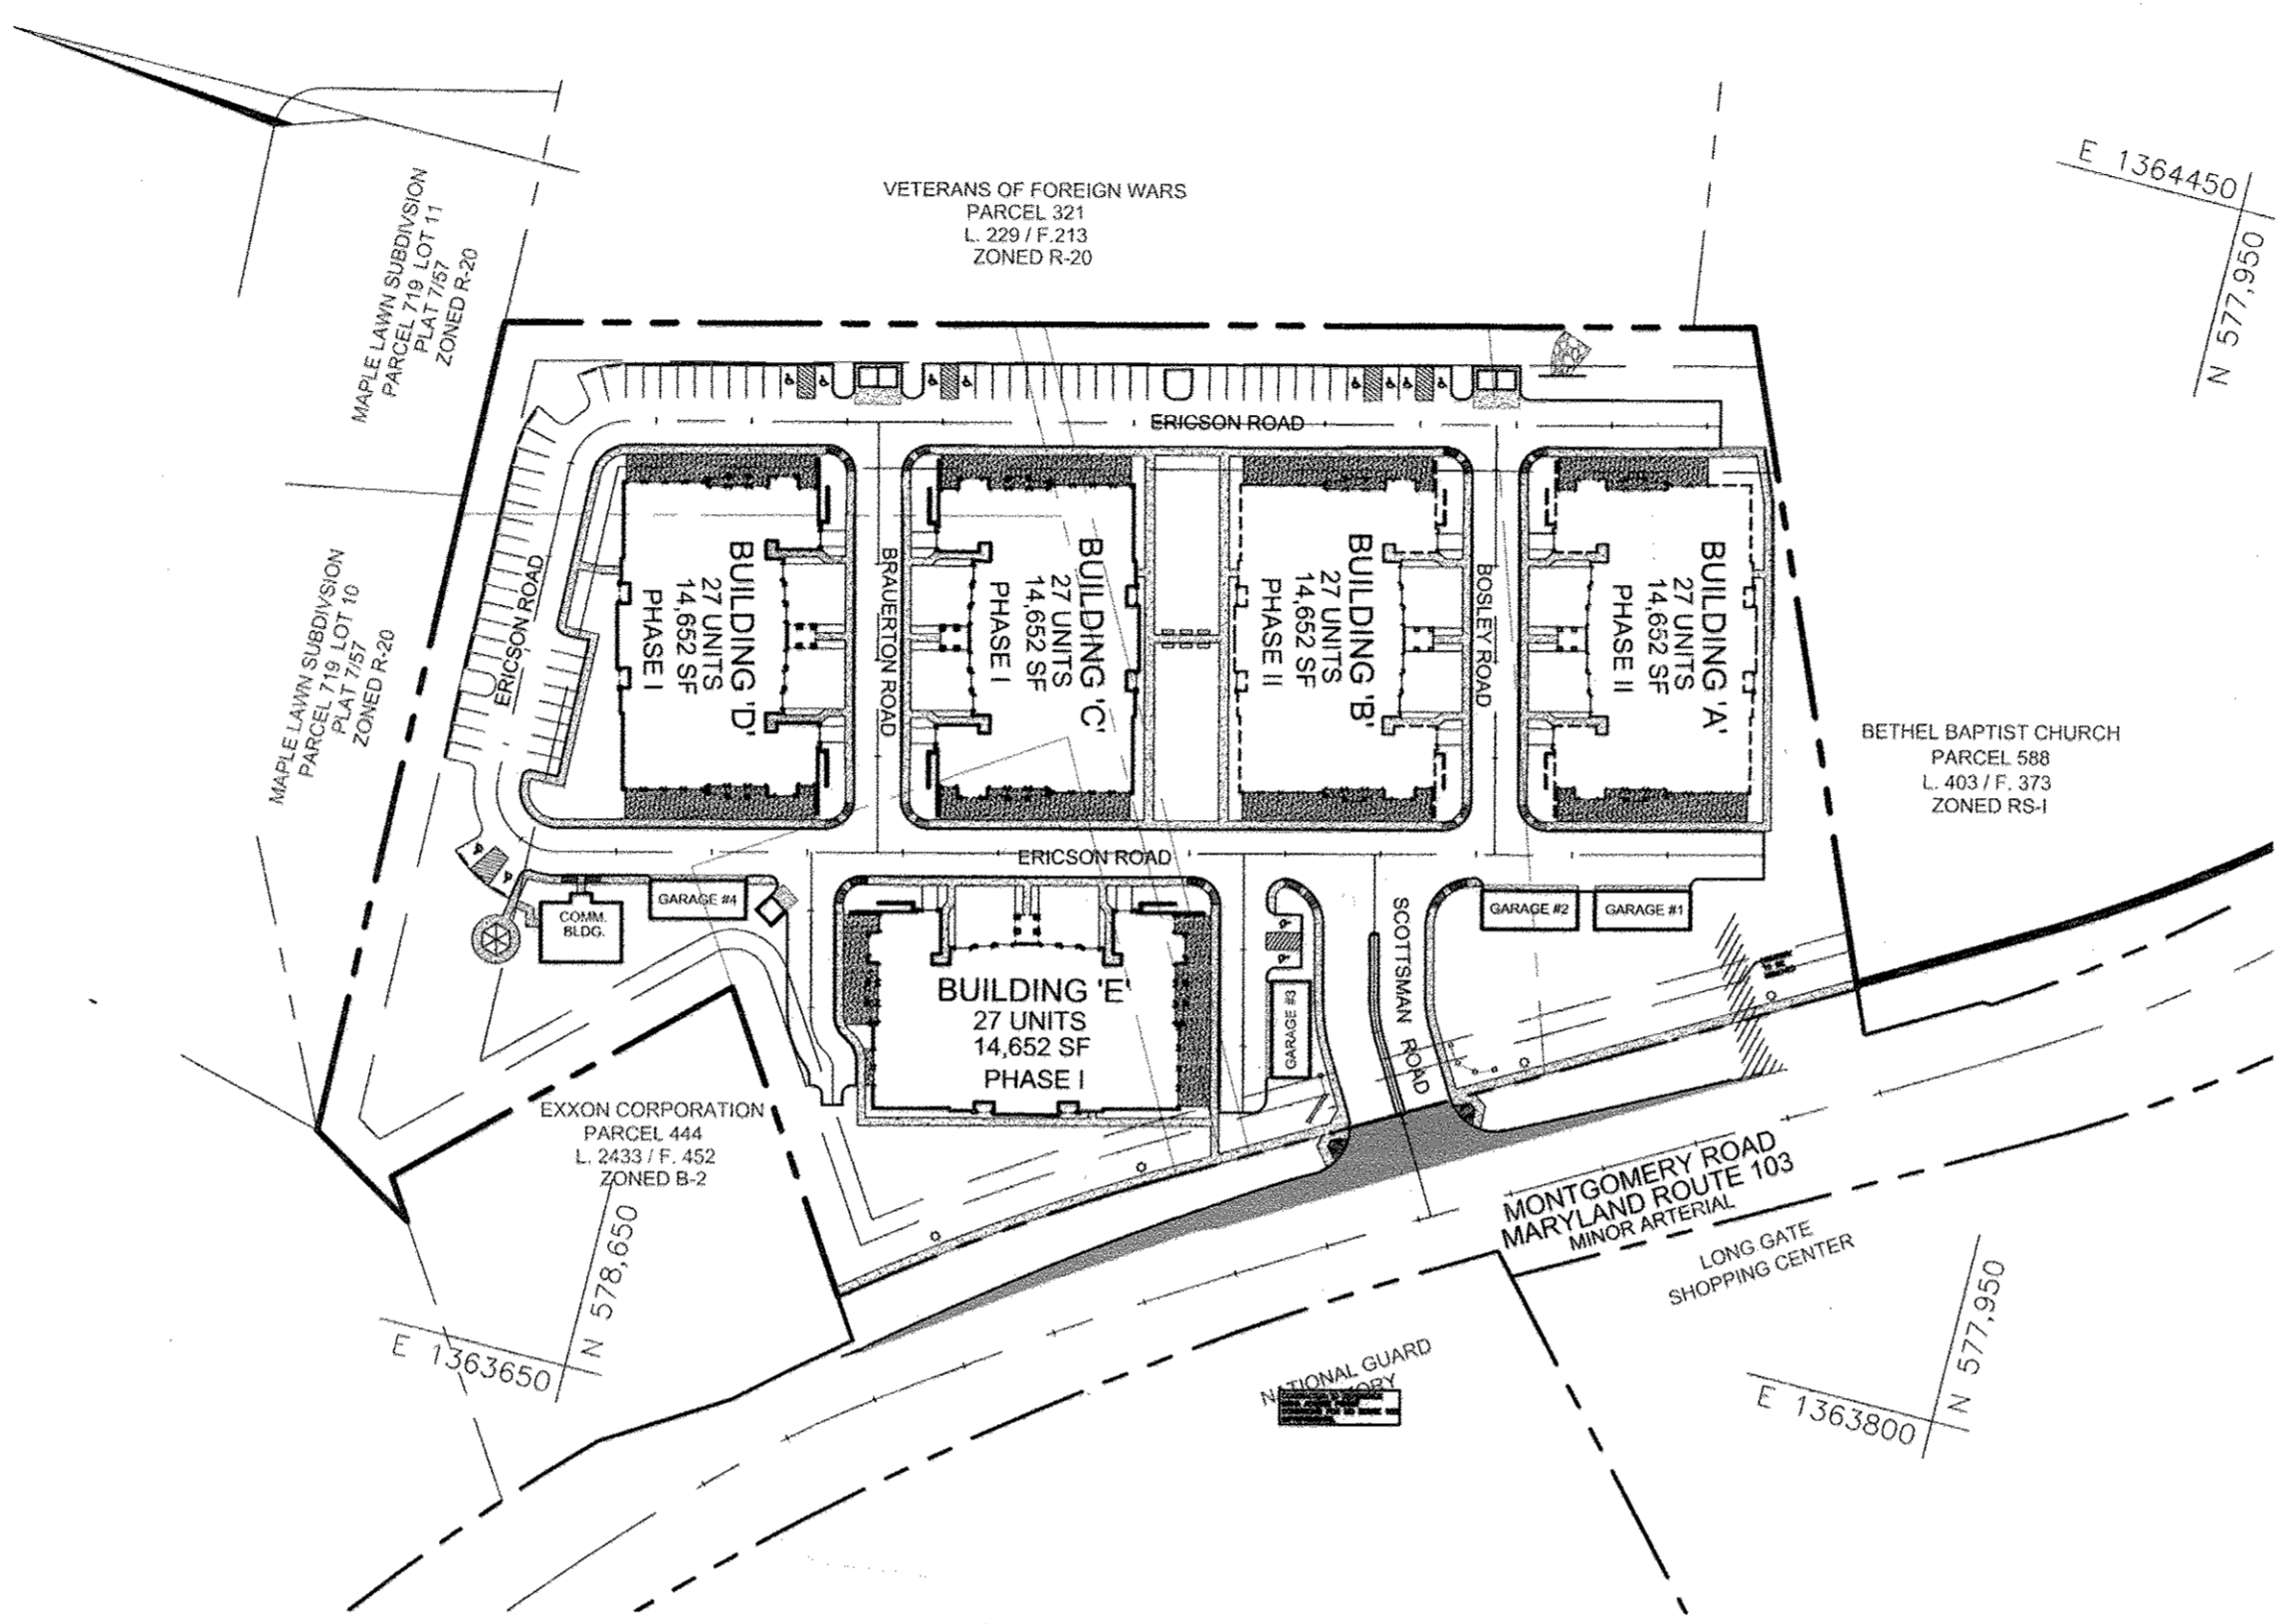 VETERANS OF FOREIGN WARS
PARCEL 321
L. 229 / F.213
ZONED R-20
E 1364450
N 577,950
MAPLE LAWN SUBDIVSION
PARCEL 719 LOT 11
PLAT 7/57
ZONED R-20
ERICSON ROAD
MAPLE LAWN SUBDIVSION
PARCEL 719 LOT 10
PLAT 7/57
ZONED R-20
ERICSON ROAD
BUILDING 'D'
27 UNITS
14,652 SF
PHASE I
BRAUERTON ROAD
BUILDING 'C'
27 UNITS
14,652 SF
PHASE I
BUILDING 'B'
27 UNITS
14,652 SF
PHASE II
BOSLEY ROAD
BUILDING 'A'
27 UNITS
14,652 SF
PHASE II
BETHEL BAPTIST CHURCH
PARCEL 588
L. 403 / F. 373
ZONED RS-I
ERICSON ROAD
COMM.
BLDG.
GARAGE #4
GARAGE #2
GARAGE #1
BUILDING 'E'
27 UNITS
14,652 SF
PHASE I
GARAGE #3
SCOTTSMAN ROAD
EXXON CORPORATION
PARCEL 444
L. 2433 / F. 452
ZONED B-2
MONTGOMERY ROAD
MARYLAND ROUTE 103
MINOR ARTERIAL
LONG GATE
SHOPPING CENTER
N 578,650
E 1363650
NATIONAL GUARD
N 577,950
E 1363800